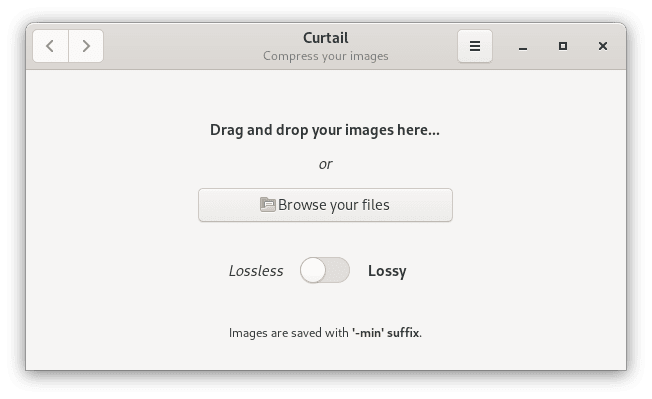 Curtail
Compress your images
Drag and drop your images here...
or
Browse your files
Lossless Lossy
Images are saved with '-min' suffix.